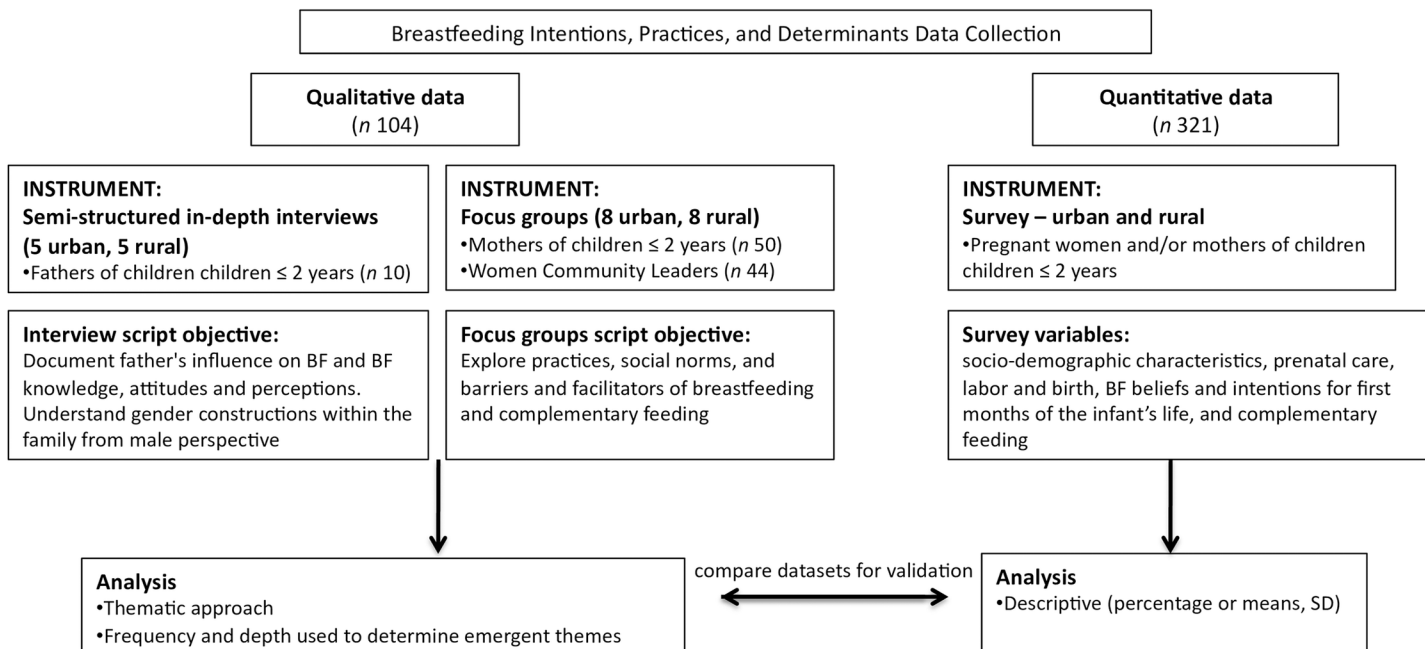 Breastfeeding Intentions, Practices, and Determinants Data Collection
Qualitative data
(n 104)
Quantitative data
(n 321)
INSTRUMENT:
Semi-structured in-depth interviews
(5 urban, 5 rural)
•Fathers of children children ≤ 2 years (n 10)
INSTRUMENT:
Focus groups (8 urban, 8 rural)
•Mothers of children ≤ 2 years (n 50)
•Women Community Leaders (n 44)
INSTRUMENT:
Survey – urban and rural
•Pregnant women and/or mothers of children
children ≤ 2 years
Interview script objective:
Document father's influence on BF and BF
knowledge, attitudes and perceptions.
Understand gender constructions within the
family from male perspective
Focus groups script objective:
Explore practices, social norms, and
barriers and facilitators of breastfeeding
and complementary feeding
Survey variables:
socio-demographic characteristics, prenatal care,
labor and birth, BF beliefs and intentions for first
months of the infant’s life, and complementary
feeding
Analysis
•Thematic approach
•Frequency and depth used to determine emergent themes
compare datasets for validation
Analysis
•Descriptive (percentage or means, SD)